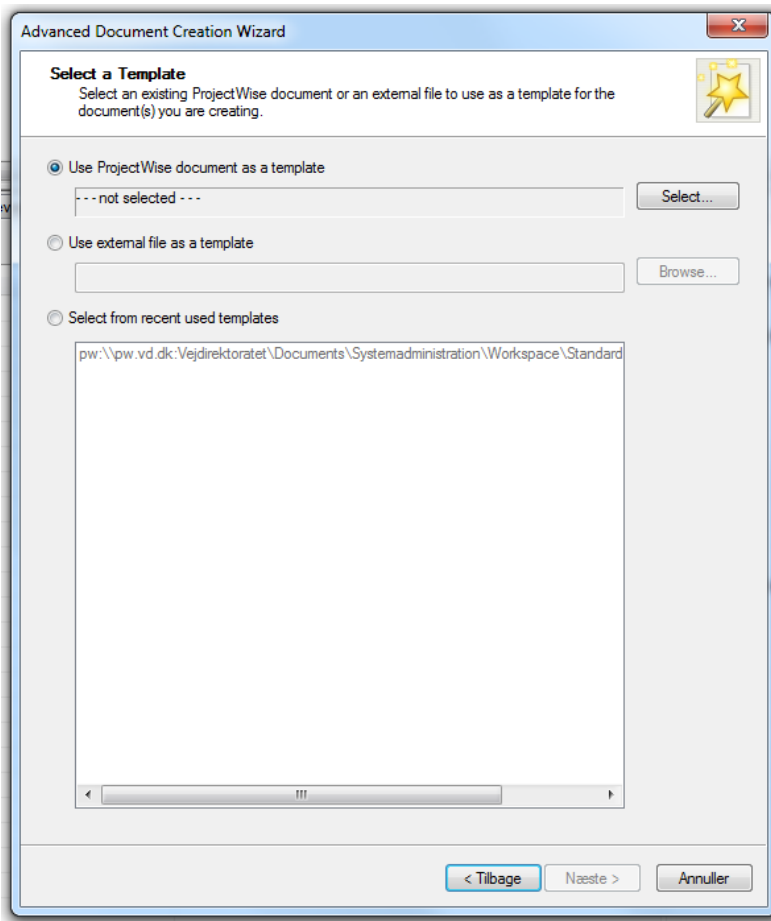 Advanced Document Creation Wizard
Select a Template
Select an existing ProjectWise document or an external file to use as a template for the
document(s) you are creating.
Use ProjectWise document as a template
- - - not selected - - -
Select...
Use external file as a template
Browse...
Select from recent used templates
pw:\\pw.vd.dk:Vejdirektoratet\Documents\Systemadministration\Workspace\Standard
< Tilbage
Næste >
Annuller